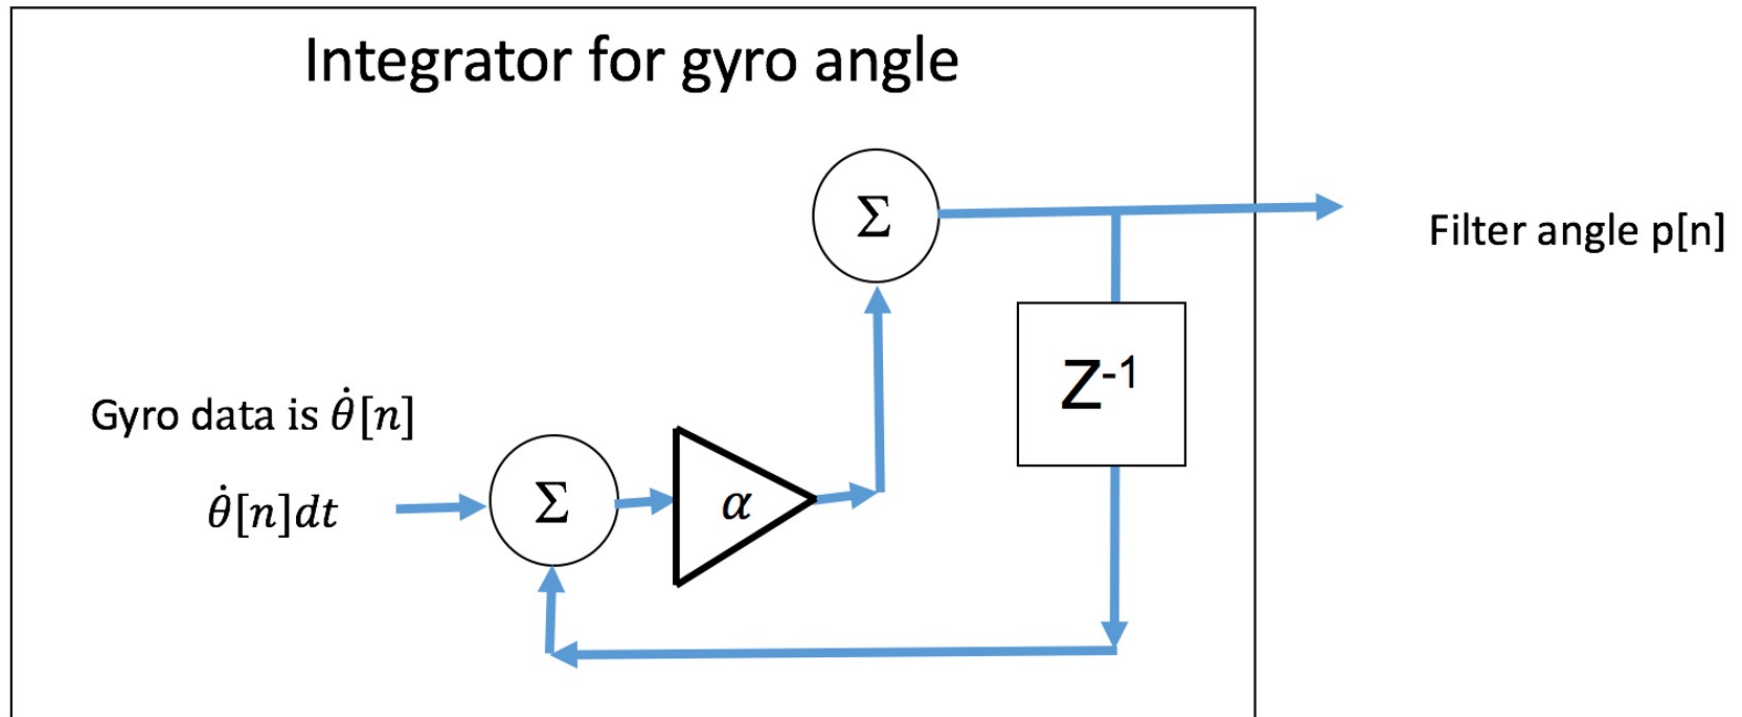 Integrator for gyro angle
Σ
Filter angle p[n]
Z⁻¹
Gyro data is θ̇[n]
θ̇[n]dt
Σ
α